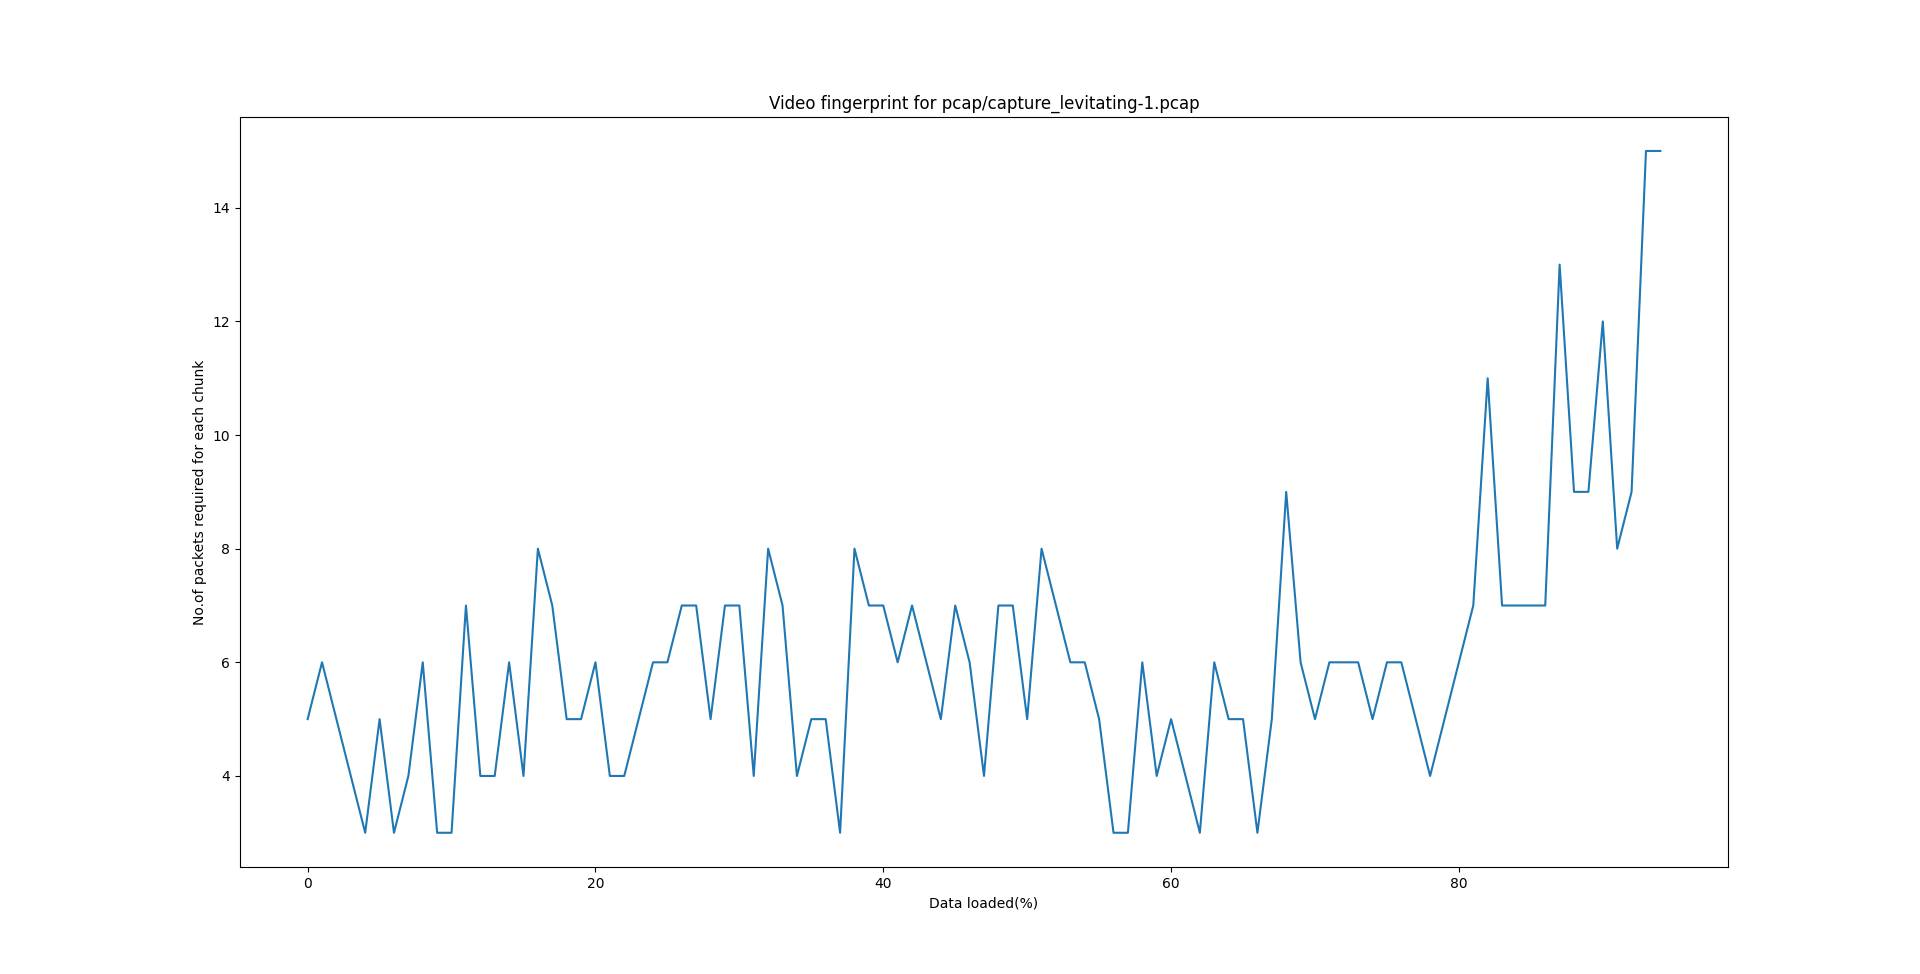 Video fingerprint for pcap/capture_levitating-1.pcap
14
12
10
8
6
4
No.of packets required for each chunk
0 20 40 60 80
Data loaded(%)